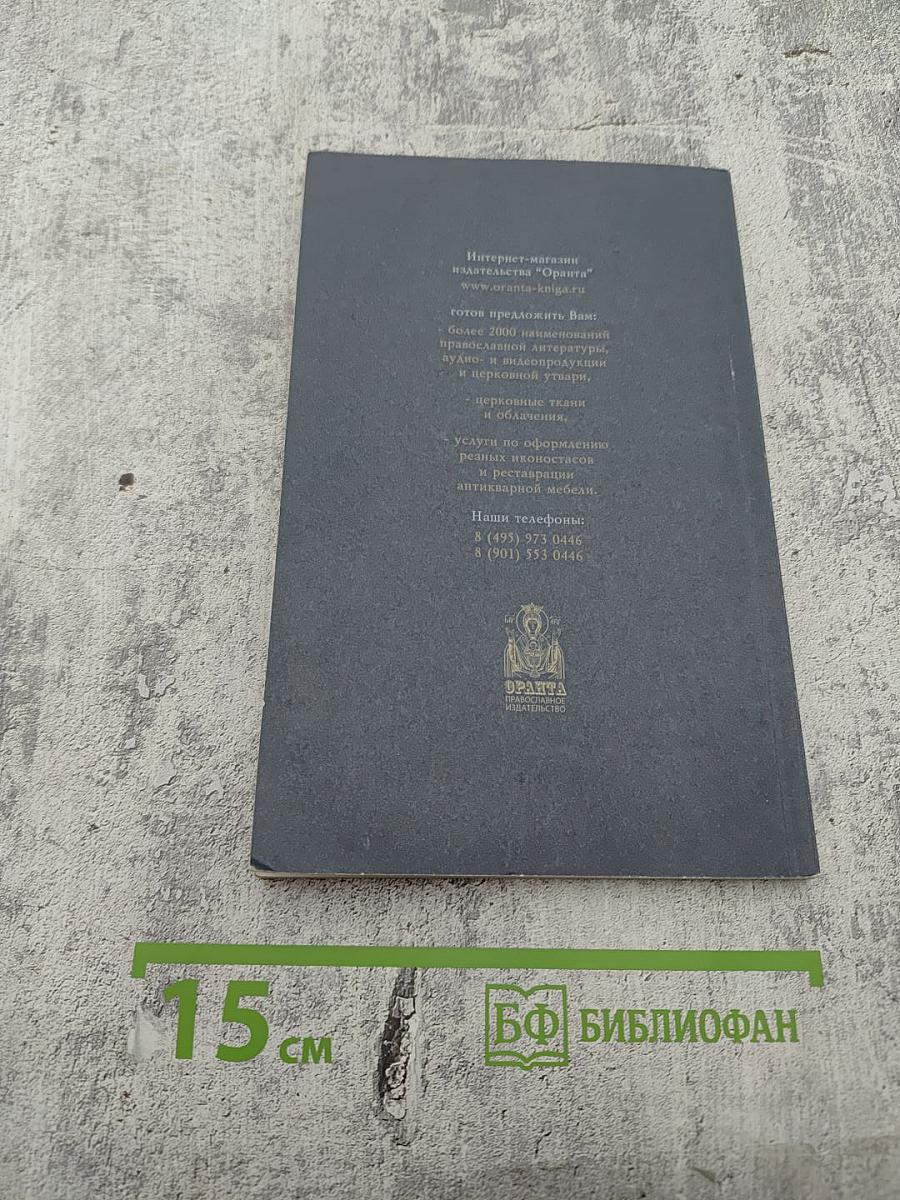 Интернет-магазин
издательства "Оранта"
www.oranta-kniga.ru
готов предложить Вам:
- более 2000 наименований
православной литературы,
аудио- и видеопродукции
и церковной утвари,
- церковные ткани
и облачения,
- услуги по оформлению
резных иконостасов
и реставрации
антикварной мебели.
Наши телефоны:
8 (495) 973 0446
8 (901) 553 0446
ОРАНТА
ПРАВОСЛАВНОЕ
ИЗДАТЕЛЬСТВО
15 см
БФ БИБЛИОФАН